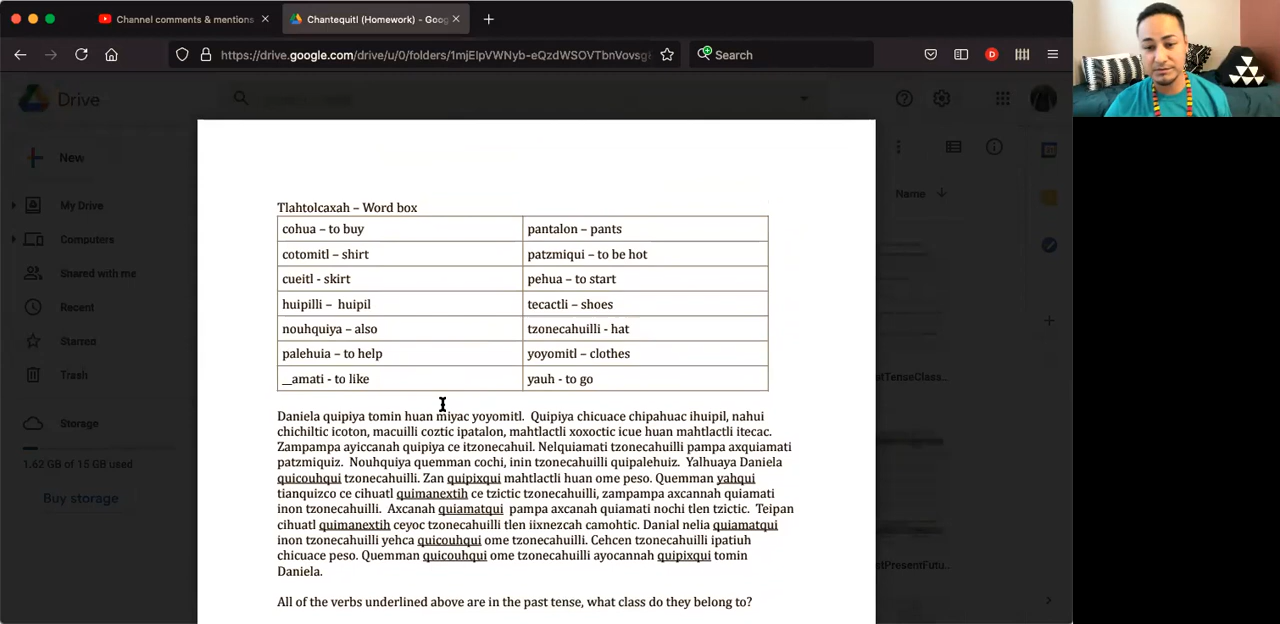 Channel comments & mentions
Chantequitl (Homework) - Goog
https://drive.google.com/drive/u/0/folders/1mjElpVWNyb-eQzdWSOVTbnVovsg
Search
Drive
New
My Drive
Computers
Shared with me
Recent
Starred
Trash
Storage
1.62 GB of 15 GB used
Buy storage
Name
Tlahtolcaxah – Word box
cohua – to buy
pantalon – pants
cotomitl – shirt
patzmiqui – to be hot
cueitl - skirt
pehua – to start
huipilli – huipil
tecactli – shoes
nouhquiya – also
tzonecahuilli - hat
palehuia – to help
yoyomitl – clothes
__amati - to like
yauh - to go
Daniela quipiya tomin huan miyac yoyomitl. Quipiya chicuace chipahuac ihuipil, nahui
chichiltic icoton, macuilli coztic ipatalon, mahtlactli xoxoctic icue huan mahtlactli itecac.
Zampampa ayiccanah quipiya ce itzonecahuil. Nelquiamati tzonecahuilli pampa axquiamati
patzmiquiz. Nouhquiya quemman cochi, inin tzonecahuilli quipalehuiz. Yalhuaya Daniela
quicouhqui tzonecahuilli. Zan quipixqui mahtlactli huan ome peso. Quemman yahqui
tianquizco ce cihuatl quimanextih ce tzictic tzonecahuilli, zampampa axcannah quiamati
inon tzonecahuilli. Axcanah quiamatqui pampa axcanah quiamati nochi tlen tzictic. Teipan
cihuatl quimanextih ceyoc tzonecahuilli tlen iixnezcah camohtic. Danial nelia quiamatqui
inon tzonecahuilli yehca quicouhqui ome tzonecahuilli. Cehcen tzonecahuilli ipatiuh
chicuace peso. Quemman quicouhqui ome tzonecahuilli ayocannah quipixqui tomin
Daniela.
All of the verbs underlined above are in the past tense, what class do they belong to?